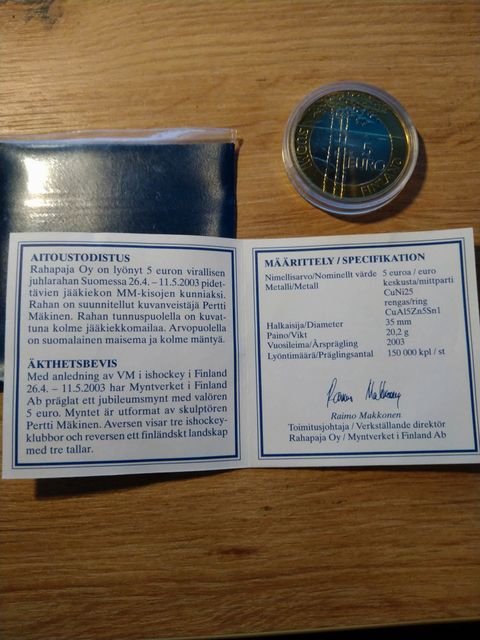 SUOMI
5
EURO
FINLAND
AITOUSTODISTUS
Rahapaja Oy on lyönyt 5 euron virallisen
juhlarahan Suomessa 26.4. – 11.5.2003 pidet-
tävien jääkiekon MM-kisojen kunniaksi.
Rahan on suunnitellut kuvanveistäjä Pertti
Mäkinen. Rahan tunnuspuolella on kuvat-
tuna kolme jääkiekkomailaa. Arvopuolella
on suomalainen maisema ja kolme mäntyä.
ÄKTHETSBEVIS
Med anledning av VM i ishockey i Finland
26.4. – 11.5.2003 har Myntverket i Finland
Ab präglat ett jubileumsmynt med valören
5 euro. Myntet är utformat av skulptören
Pertti Mäkinen. Aversen visar tre ishockey-
klubbor och reversen ett finländskt landskap
med tre tallar.
MÄÄRITTELY / SPECIFIKATION
Nimellisarvo/Nominellt värde 5 euroa / euro
Metalli/Metall keskusta/mittparti
CuNi25
rengas/ring
CuAl5Zn5Sn1
Halkaisija/Diameter 35 mm
Paino/Vikt 20,2 g
Vuosileima/Årsprägling 2003
Lyöntimäärä/Präglingsantal 150 000 kpl / st
Raimo Makkonen
Raimo Makkonen
Toimitusjohtaja / Verkställande direktör
Rahapaja Oy / Myntverket i Finland Ab